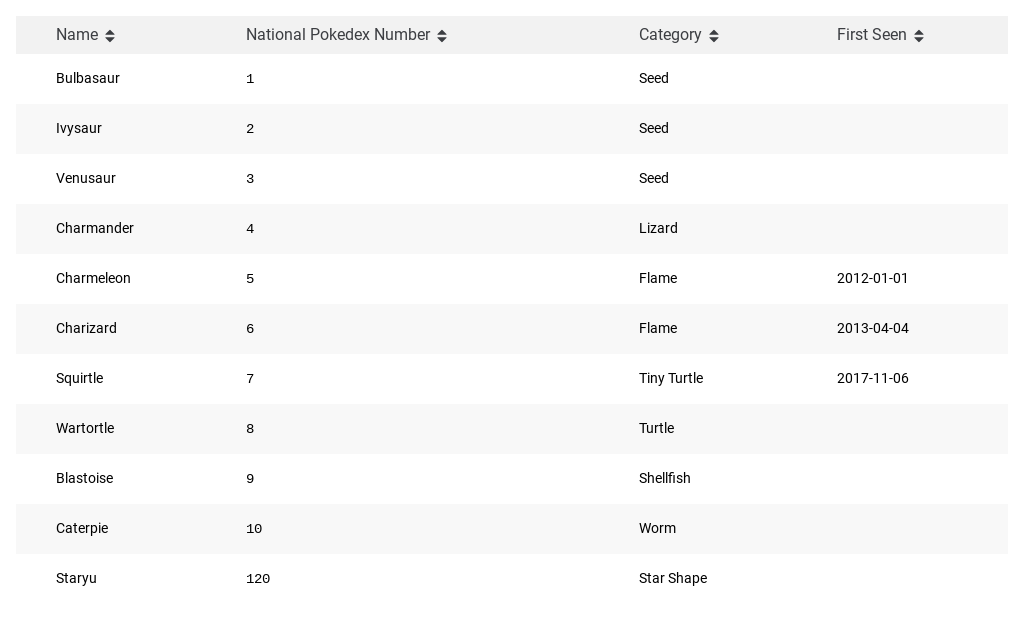 Name National Pokedex Number Category First Seen
Bulbasaur 1 Seed
Ivysaur 2 Seed
Venusaur 3 Seed
Charmander 4 Lizard
Charmeleon 5 Flame 2012-01-01
Charizard 6 Flame 2013-04-04
Squirtle 7 Tiny Turtle 2017-11-06
Wartortle 8 Turtle
Blastoise 9 Shellfish
Caterpie 10 Worm
Staryu 120 Star Shape